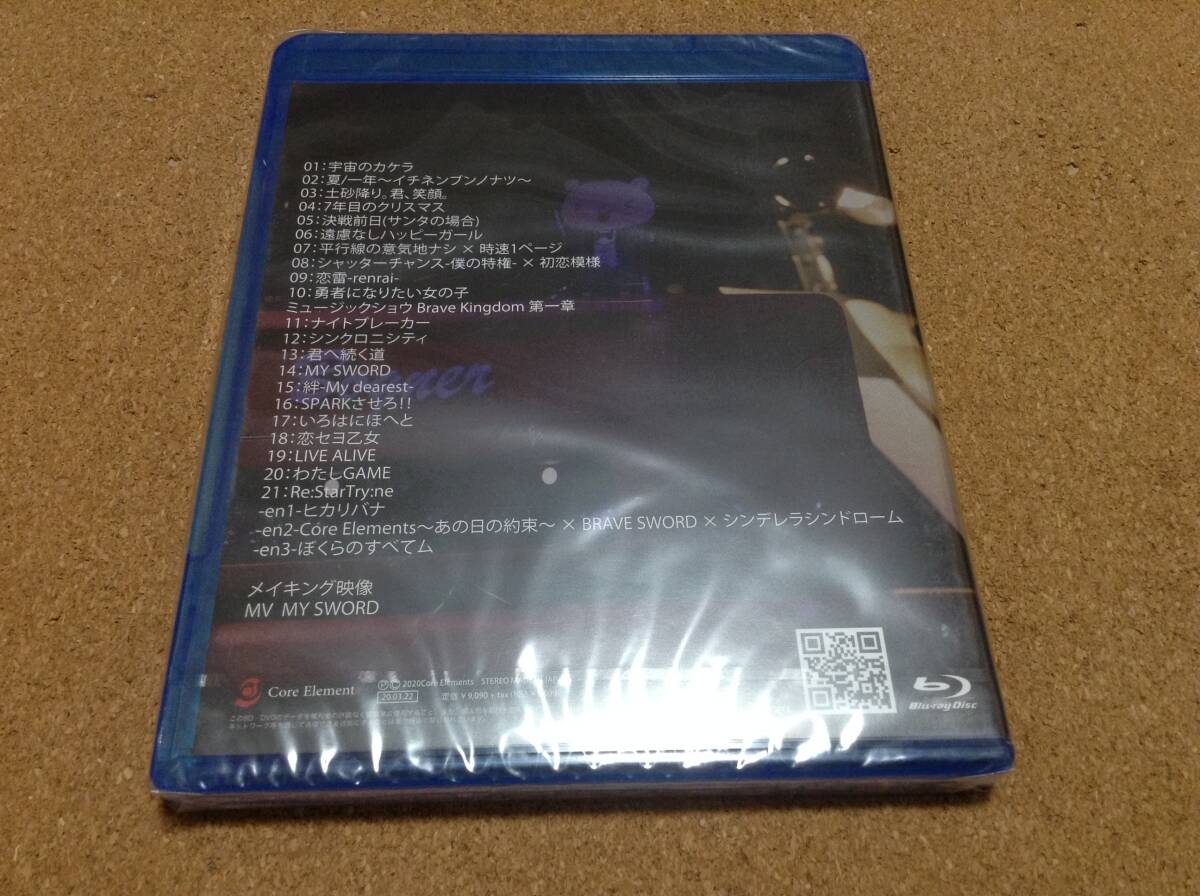 01:宇宙のカケラ
02:夏/一年～イチネンブンノナツ～
03:土砂降り。君、笑顔。
04:7年目のクリスマス
05:決戦前日(サンタの場合)
06:遠慮なしハッピーガール
07:平行線の意気地ナシ × 時速1ページ
08:シャッターチャンス-僕の特権- × 初恋模様
09:恋雷-renrai-
10:勇者になりたい女の子
ミュージックショウ Brave Kingdom 第一章
11:ナイトブレーカー
12:シンクロニシティ
13:君へ続く道
14:MY SWORD
15:絆-My dearest-
16:SPARKさせろ!!
17:いろはにほへと
18:恋セヨ乙女
19:LIVE ALIVE
20:わたしGAME
21:Re:StarTry:ne
-en1-ヒカリバナ
-en2-Core Elements～あの日の約束～ × BRAVE SWORD × シンデレラシンドローム
-en3-ぼくらのすべてム
メイキング映像
MV MY SWORD
Core Element
ⓅⒸ2020Core Elements STEREO
20.03.22
定価 ¥9,090 + tax
Blu-ray Disc